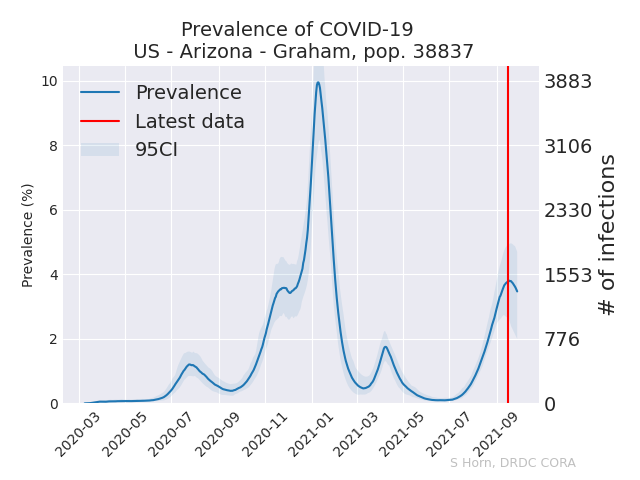 Prevalence of COVID-19
US - Arizona - Graham, pop. 38837
Prevalence
Latest data
95CI
Prevalence (%)
10
8
6
4
2
0
3883
3106
2330
1553
776
0
# of infections
2020-03
2020-05
2020-07
2020-09
2020-11
2021-01
2021-03
2021-05
2021-07
2021-09
S Horn, DRDC CORA